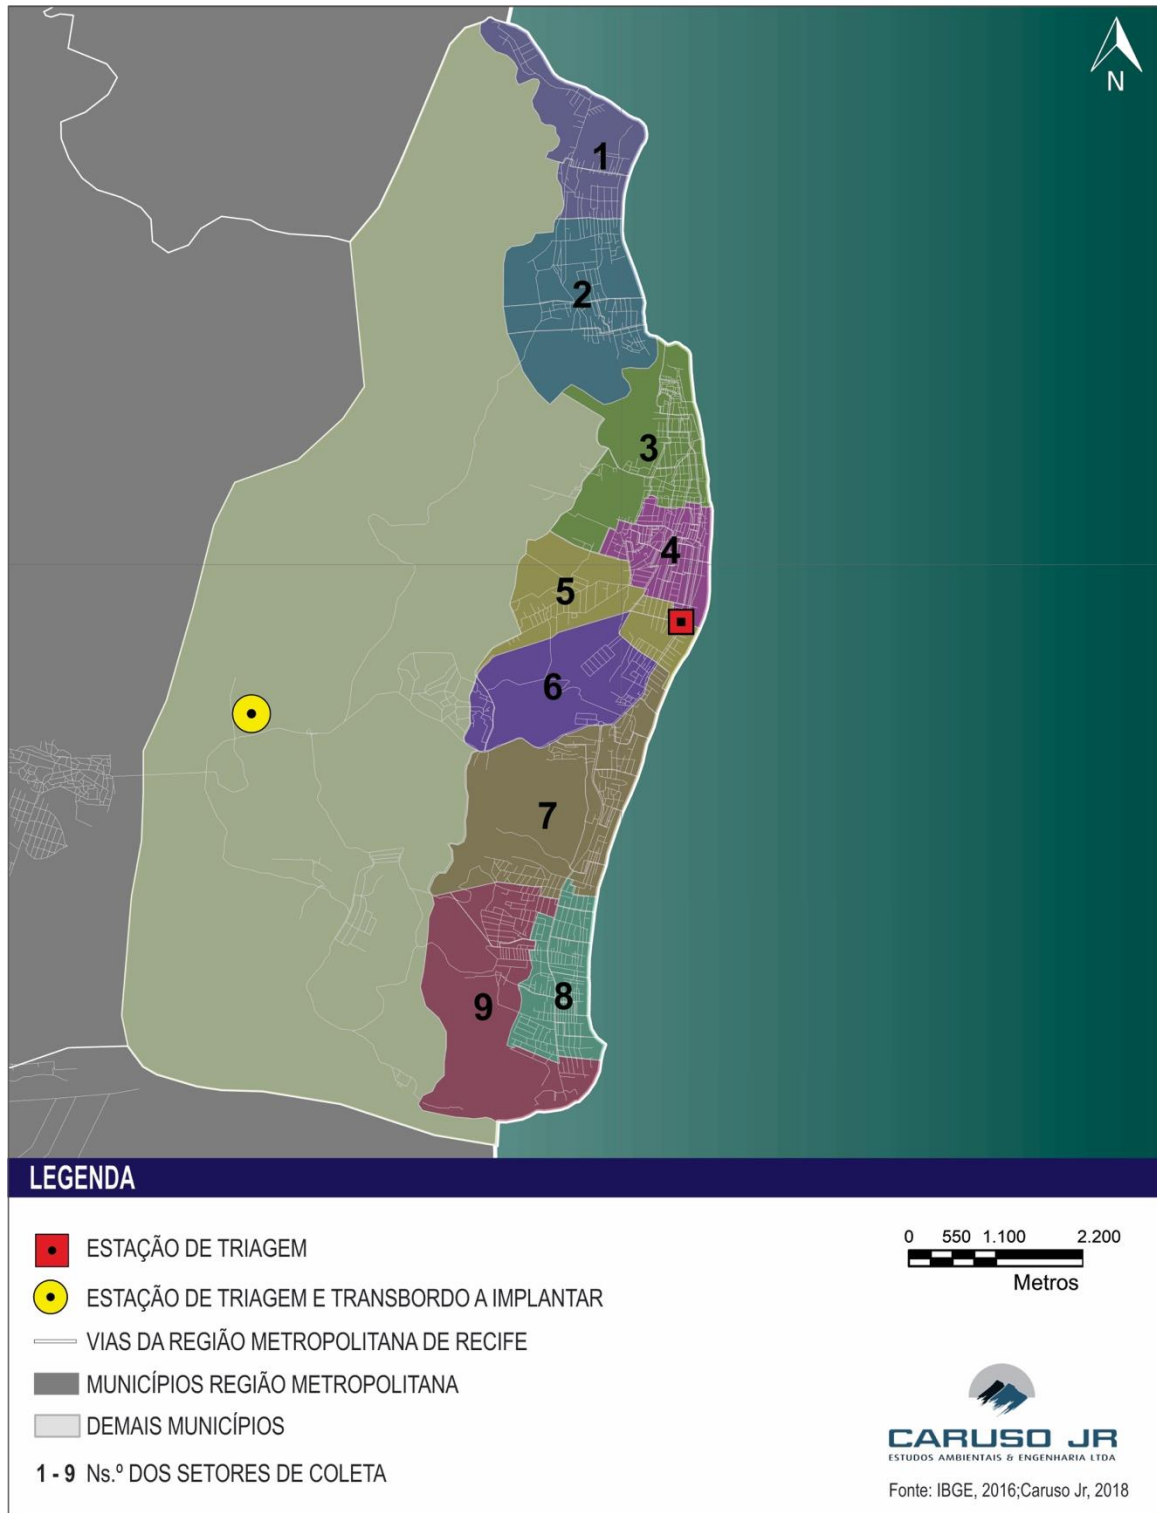 N
1
2
3
4
5
6
7
8
9
LEGENDA
ESTAÇÃO DE TRIAGEM
ESTAÇÃO DE TRIAGEM E TRANSBORDO A IMPLANTAR
VIAS DA REGIÃO METROPOLITANA DE RECIFE
MUNICÍPIOS REGIÃO METROPOLITANA
DEMAIS MUNICÍPIOS
1 - 9 Ns.º DOS SETORES DE COLETA
0 550 1.100 2.200
Metros
CARUSO JR
ESTUDOS AMBIENTAIS & ENGENHARIA LTDA
Fonte: IBGE, 2016;Caruso Jr, 2018